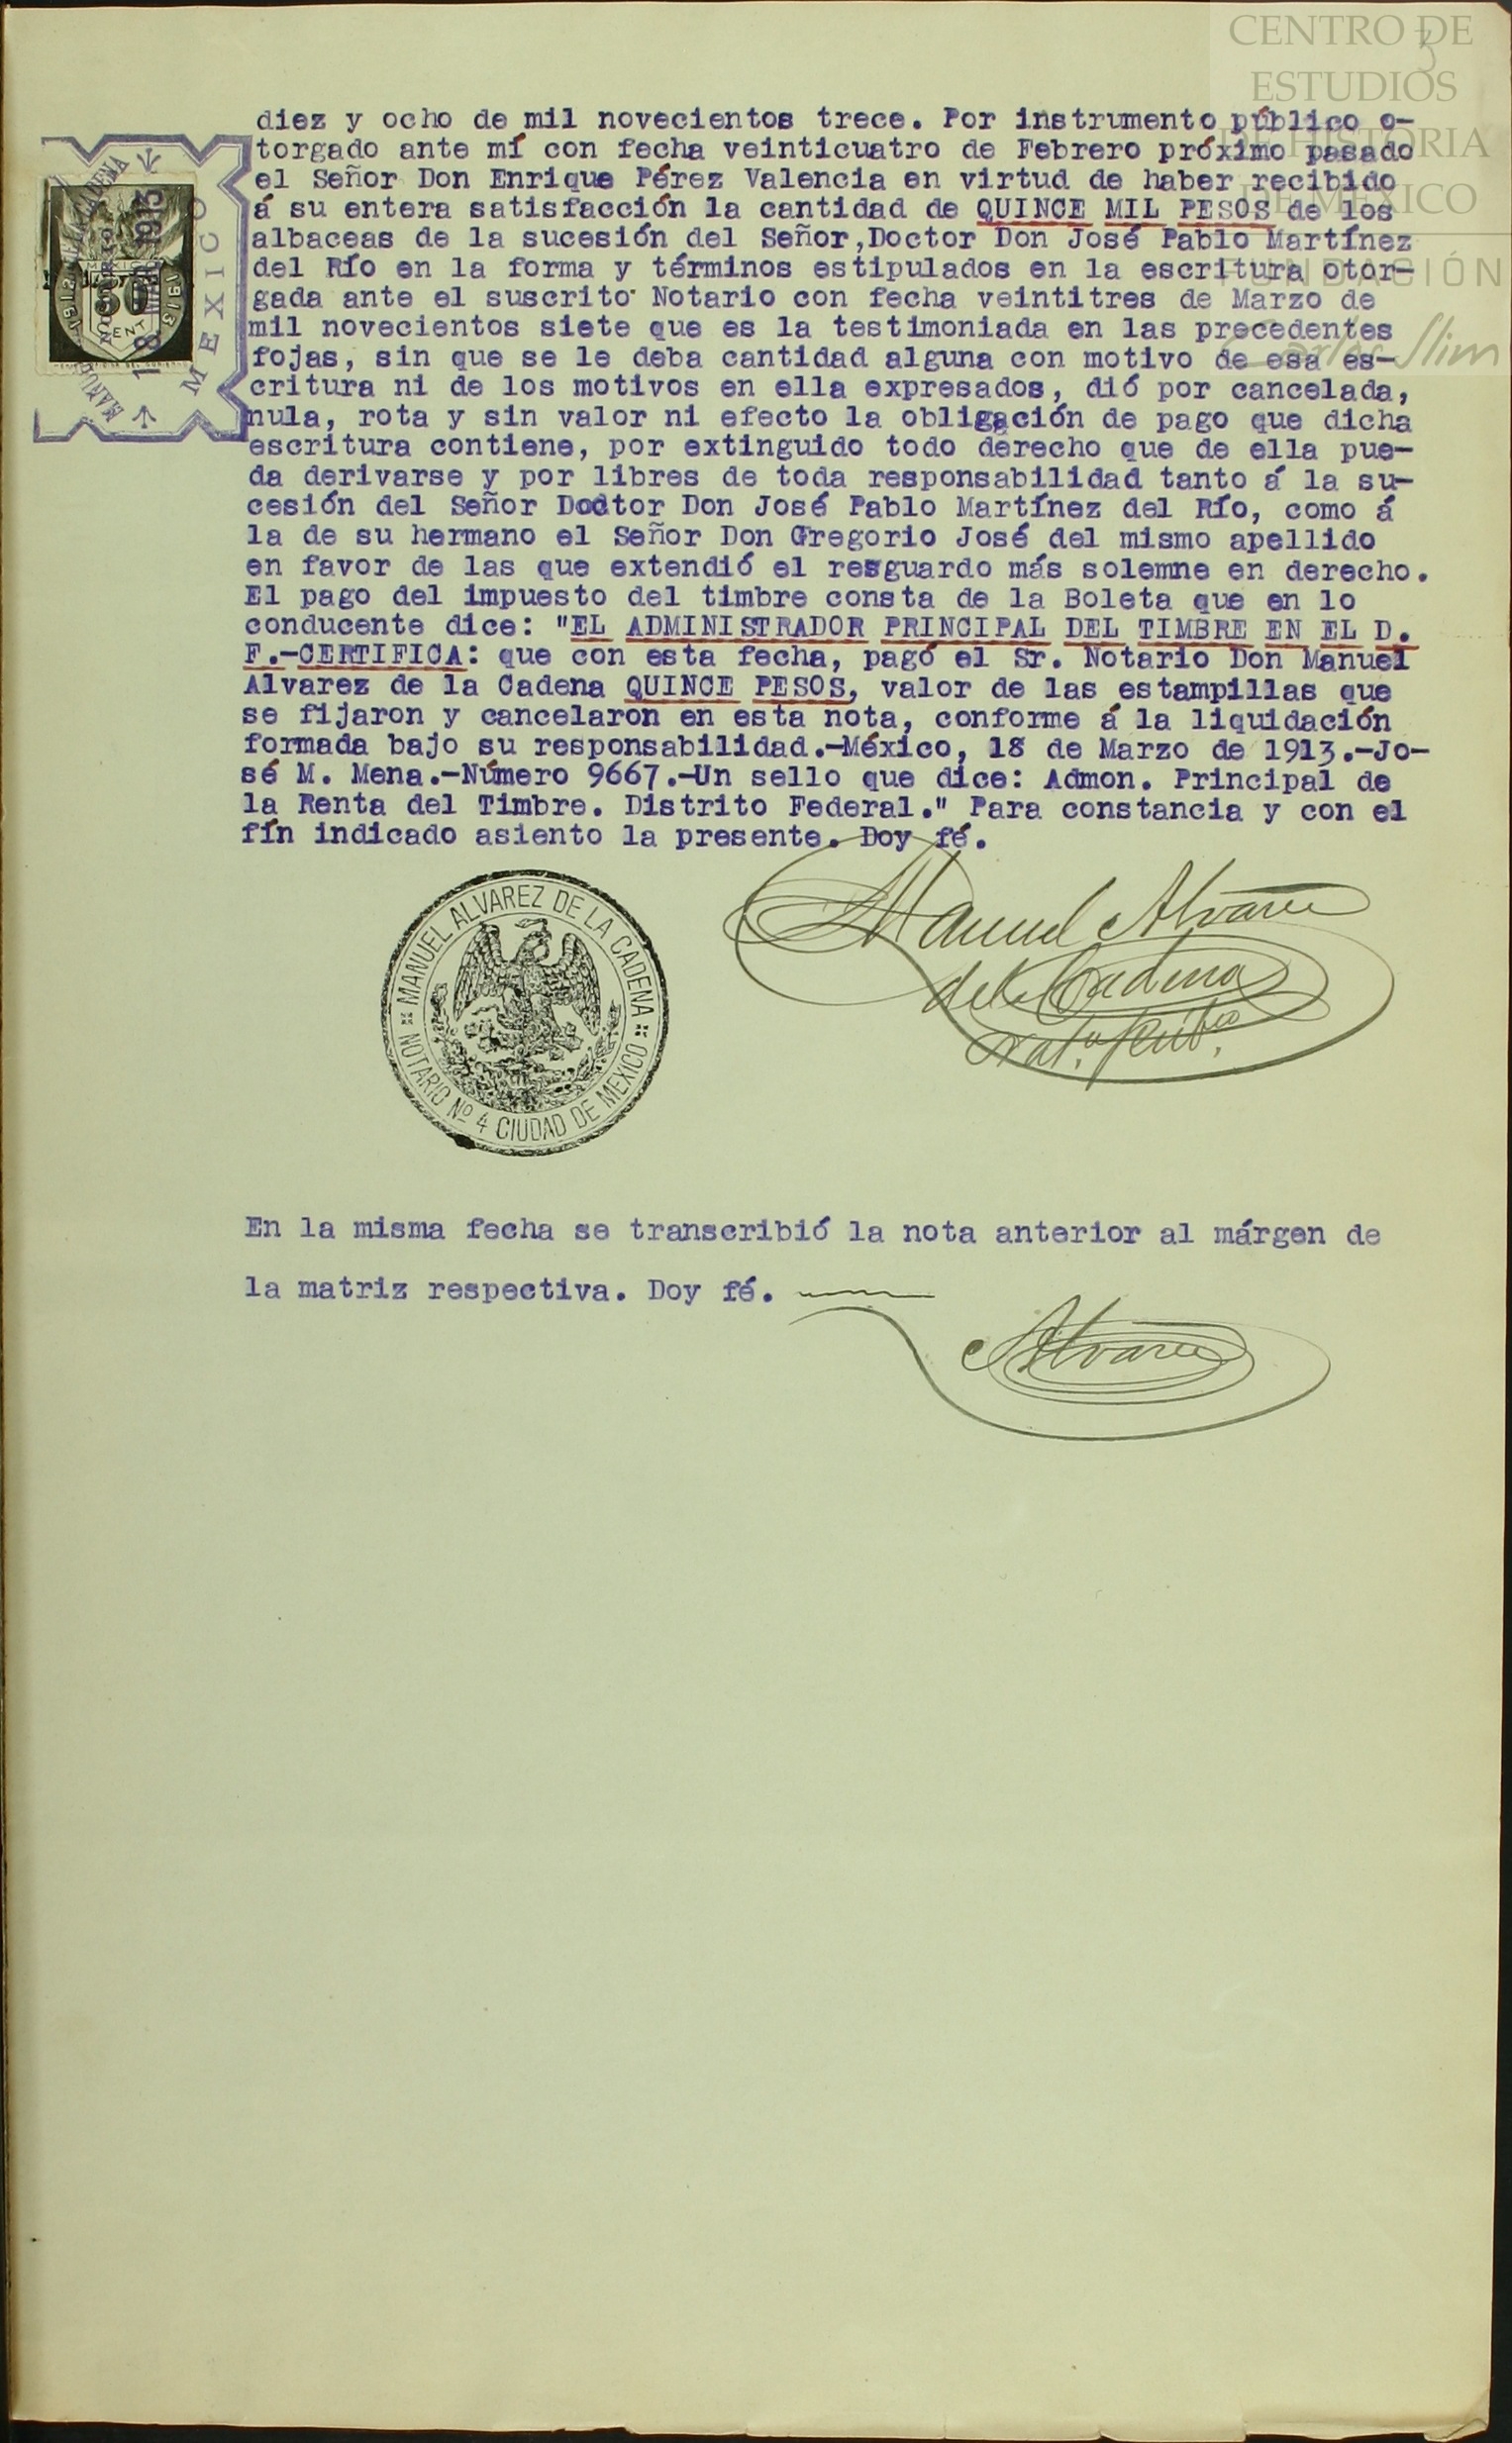 CENTRO DE
ESTUDIOS
DE HISTORIA
DE MÉXICO
FUNDACIÓN
Carlos Slim
3
diez y ocho de mil novecientos trece. Por instrumento público o-
torgado ante mí con fecha veinticuatro de Febrero próximo pasado
el Señor Don Enrique Pérez Valencia en virtud de haber recibido
á su entera satisfacción la cantidad de QUINCE MIL PESOS de los
albaceas de la sucesión del Señor,Doctor Don José Pablo Martínez
del Río en la forma y términos estipulados en la escritura otor-
gada ante el suscrito Notario con fecha veintitres de Marzo de
mil novecientos siete que es la testimoniada en las precedentes
fojas, sin que se le deba cantidad alguna con motivo de esa es-
critura ni de los motivos en ella expresados, dió por cancelada,
nula, rota y sin valor ni efecto la obligación de pago que dicha
escritura contiene, por extinguido todo derecho que de ella pue-
da derivarse y por libres de toda responsabilidad tanto á la su-
cesión del Señor Doctor Don José Pablo Martínez del Río, como á
la de su hermano el Señor Don Gregorio José del mismo apellido
en favor de las que extendió el resguardo más solemne en derecho.
El pago del impuesto del timbre consta de la Boleta que en lo
conducente dice: "EL ADMINISTRADOR PRINCIPAL DEL TIMBRE EN EL D.
F.-CERTIFICA: que con esta fecha, pagó el Sr. Notario Don Manuel
Alvarez de la Cadena QUINCE PESOS, valor de las estampillas que
se fijaron y cancelaron en esta nota, conforme á la liquidación
formada bajo su responsabilidad.-México, 18 de Marzo de 1913.-Jo-
sé M. Mena.-Número 9667.-Un sello que dice: Admon. Principal de
la Renta del Timbre. Distrito Federal." Para constancia y con el
fín indicado asiento la presente. Doy fé.
MEXICO
50
1912 1913
MANUEL ALVAREZ DE LA CADENA
NOTARIO Nº 4 CIUDAD DE MEXICO
Manuel Alvarez
de la Cadena
Not.º Púb.co
En la misma fecha se transcribió la nota anterior al márgen de
la matriz respectiva. Doy fé.
Alvarez